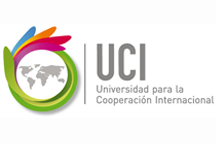 UCI
Universidad para la
Cooperación Internacional